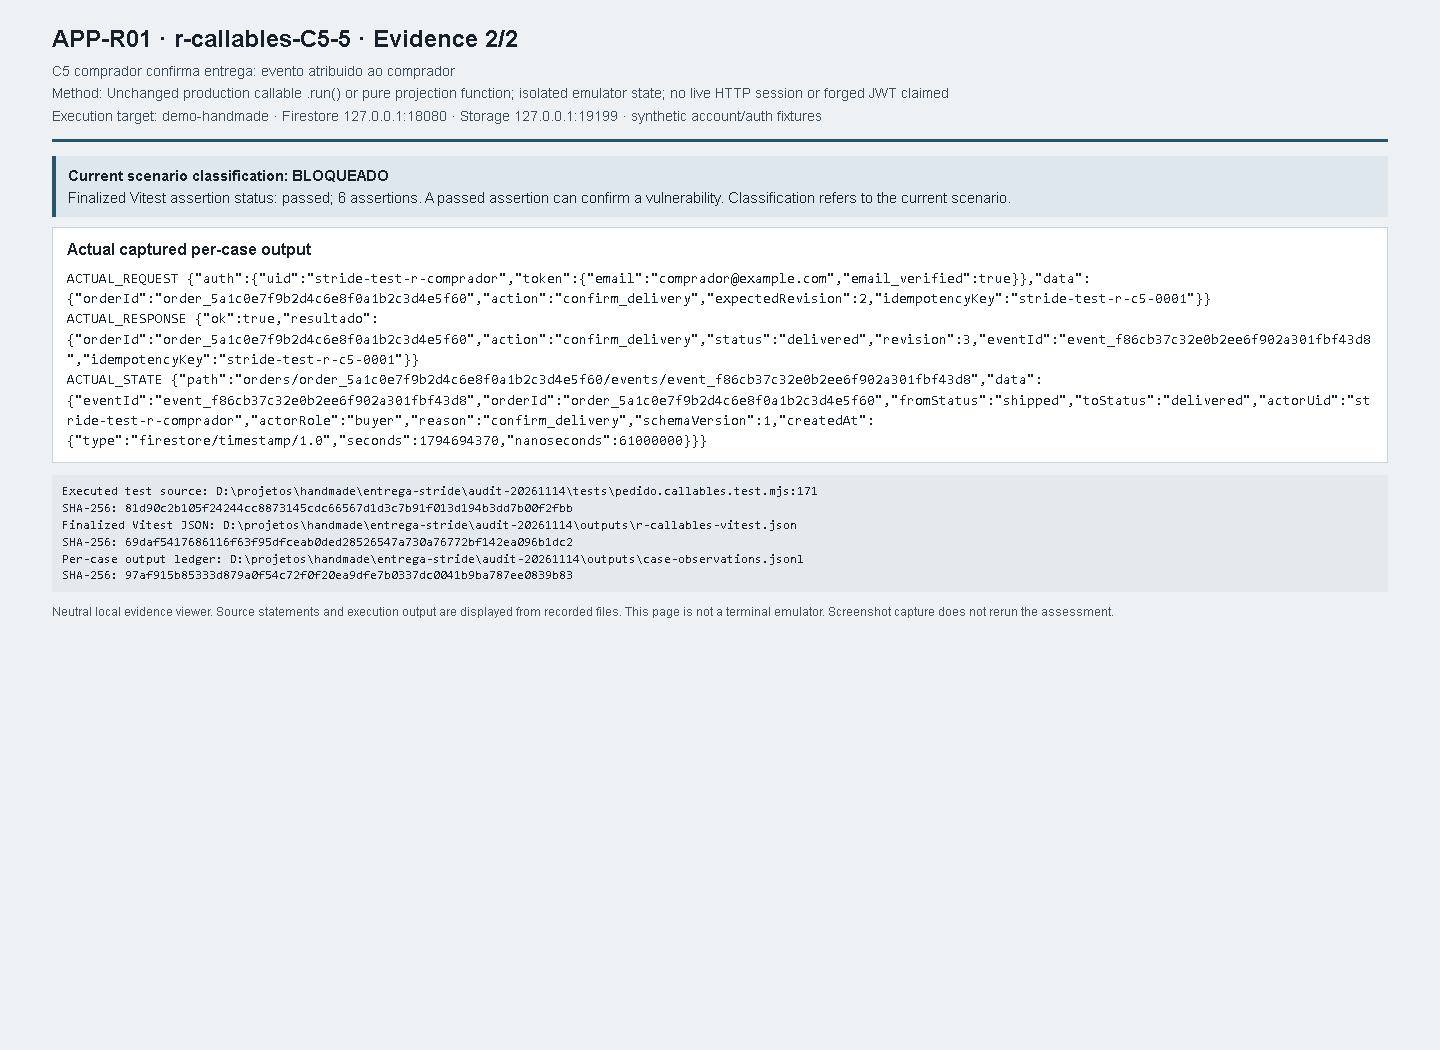 APP-R01 · r-callables-C5-5 · Evidence 2/2
C5 comprador confirma entrega: evento atribuido ao comprador
Method: Unchanged production callable .run() or pure projection function; isolated emulator state; no live HTTP session or forged JWT claimed
Execution target: demo-handmade · Firestore 127.0.0.1:18080 · Storage 127.0.0.1:19199 · synthetic account/auth fixtures
Current scenario classification: BLOQUEADO
Finalized Vitest assertion status: passed; 6 assertions. A passed assertion can confirm a vulnerability. Classification refers to the current scenario.
Actual captured per-case output
ACTUAL_REQUEST {"auth":{"uid":"stride-test-r-comprador","token":{"email":"comprador@example.com","email_verified":true}},"data":
{"orderId":"order_5a1c0e7f9b2d4c6e8f0a1b2c3d4e5f60","action":"confirm_delivery","expectedRevision":2,"idempotencyKey":"stride-test-r-c5-0001"}}
ACTUAL_RESPONSE {"ok":true,"resultado":
{"orderId":"order_5a1c0e7f9b2d4c6e8f0a1b2c3d4e5f60","action":"confirm_delivery","status":"delivered","revision":3,"eventId":"event_f86cb37c32e0b2ee6f902a301fbf43d8
","idempotencyKey":"stride-test-r-c5-0001"}}
ACTUAL_STATE {"path":"orders/order_5a1c0e7f9b2d4c6e8f0a1b2c3d4e5f60/events/event_f86cb37c32e0b2ee6f902a301fbf43d8","data":
{"eventId":"event_f86cb37c32e0b2ee6f902a301fbf43d8","orderId":"order_5a1c0e7f9b2d4c6e8f0a1b2c3d4e5f60","fromStatus":"shipped","toStatus":"delivered","actorUid":"st
ride-test-r-comprador","actorRole":"buyer","reason":"confirm_delivery","schemaVersion":1,"createdAt":
{"type":"firestore/timestamp/1.0","seconds":1794694370,"nanoseconds":61000000}}}
Executed test source: D:\projetos\handmade\entrega-stride\audit-20261114\tests\pedido.callables.test.mjs:171
SHA-256: 81d90c2b105f24244cc8873145cdc66567d1d3c7b91f013d194b3dd7b00f2fbb
Finalized Vitest JSON: D:\projetos\handmade\entrega-stride\audit-20261114\outputs\r-callables-vitest.json
SHA-256: 69daf5417686116f63f95dfceab0ded28526547a730a76772bf142ea096b1dc2
Per-case output ledger: D:\projetos\handmade\entrega-stride\audit-20261114\outputs\case-observations.jsonl
SHA-256: 97af915b85333d879a0f54c72f0f20ea9dfe7b0337dc0041b9ba787ee0839b83
Neutral local evidence viewer. Source statements and execution output are displayed from recorded files. This page is not a terminal emulator. Screenshot capture does not rerun the assessment.